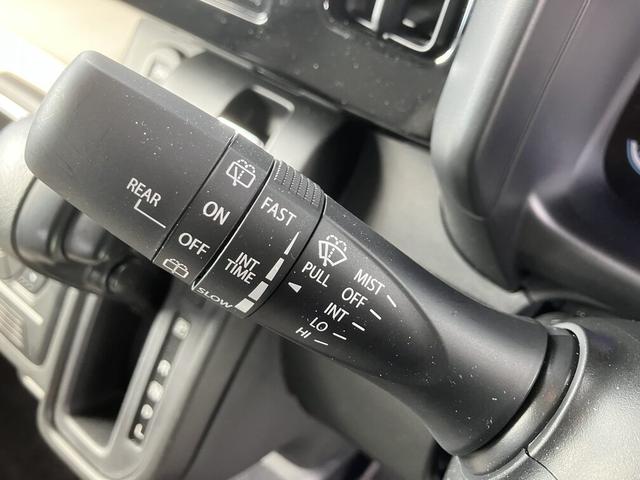 REAR
ON
OFF
FAST
INT
TIME
SLOW
PULL
MIST
OFF
INT
LO
HI